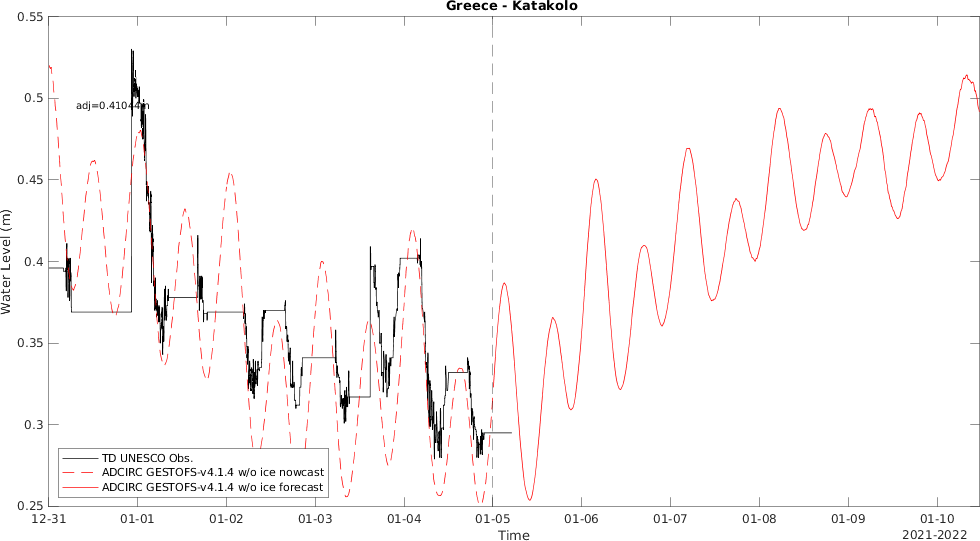 Greece - Katakolo
0.55
0.5
0.45
0.4
0.35
0.3
0.25
Water Level (m)
adj=0.41044m
TD UNESCO Obs.
ADCIRC GESTOFS-v4.1.4 w/o ice nowcast
ADCIRC GESTOFS-v4.1.4 w/o ice forecast
12-31 01-01 01-02 01-03 01-04 01-05 01-06 01-07 01-08 01-09 01-10
Time
2021-2022